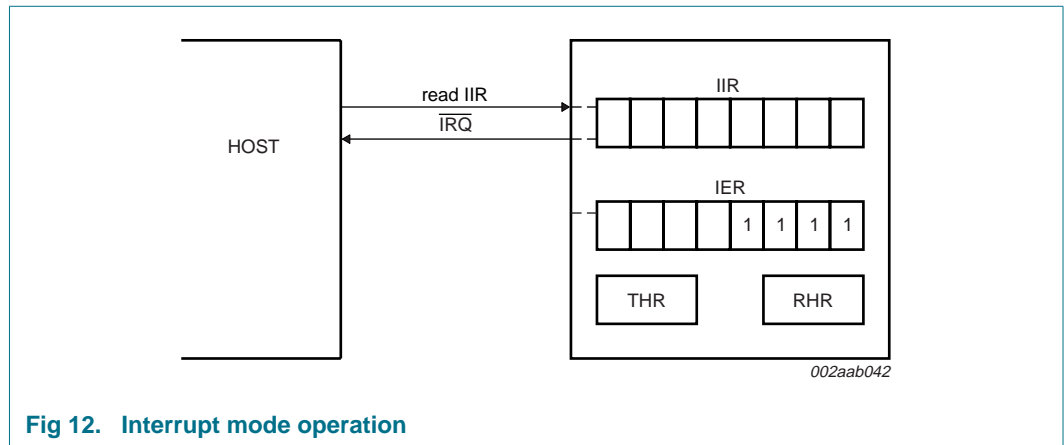 read IIR
IRQ
HOST
IIR
IER
1 1 1 1
THR RHR
002aab042
Fig 12. Interrupt mode operation